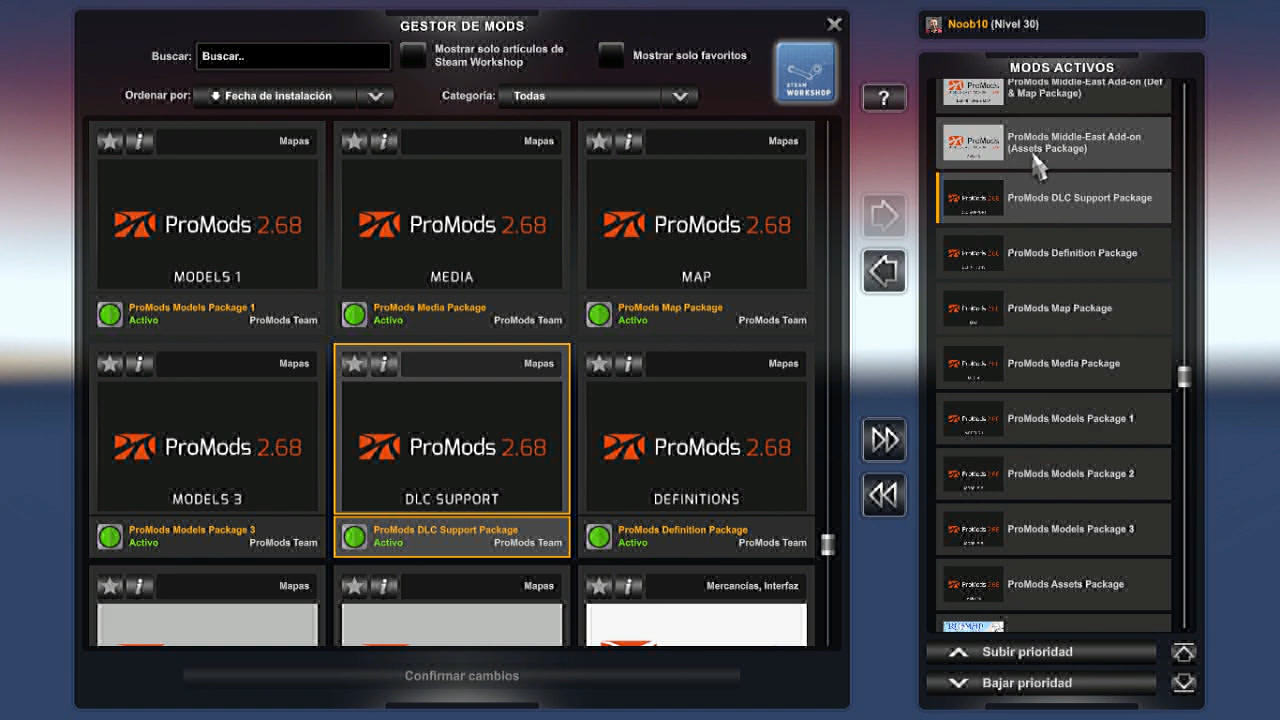 GESTOR DE MODS
Buscar:
Buscar..
Mostrar solo artículos de
Steam Workshop
Mostrar solo favoritos
STEAM
WORKSHOP
Ordenar por:
Fecha de instalación
Categoría:
Todas
Mapas
Mapas
Mapas
ProMods 2.68
ProMods 2.68
ProMods 2.68
MODELS 1
MEDIA
MAP
ProMods Models Package 1
Activo
ProMods Team
ProMods Media Package
Activo
ProMods Team
ProMods Map Package
Activo
ProMods Team
Mapas
Mapas
Mapas
ProMods 2.68
ProMods 2.68
ProMods 2.68
MODELS 3
DLC SUPPORT
DEFINITIONS
ProMods Models Package 3
Activo
ProMods Team
ProMods DLC Support Package
Activo
ProMods Team
ProMods Definition Package
Activo
ProMods Team
Mapas
Mapas
Mercancías, Interfaz
Confirmar cambios
?
Noob10 (Nivel 30)
MODS ACTIVOS
ProMods Middle-East Add-on (Def
& Map Package)
ProMods Middle-East Add-on
(Assets Package)
ProMods DLC Support Package
ProMods Definition Package
ProMods Map Package
ProMods Media Package
ProMods Models Package 1
ProMods Models Package 2
ProMods Models Package 3
ProMods Assets Package
Subir prioridad
Bajar prioridad